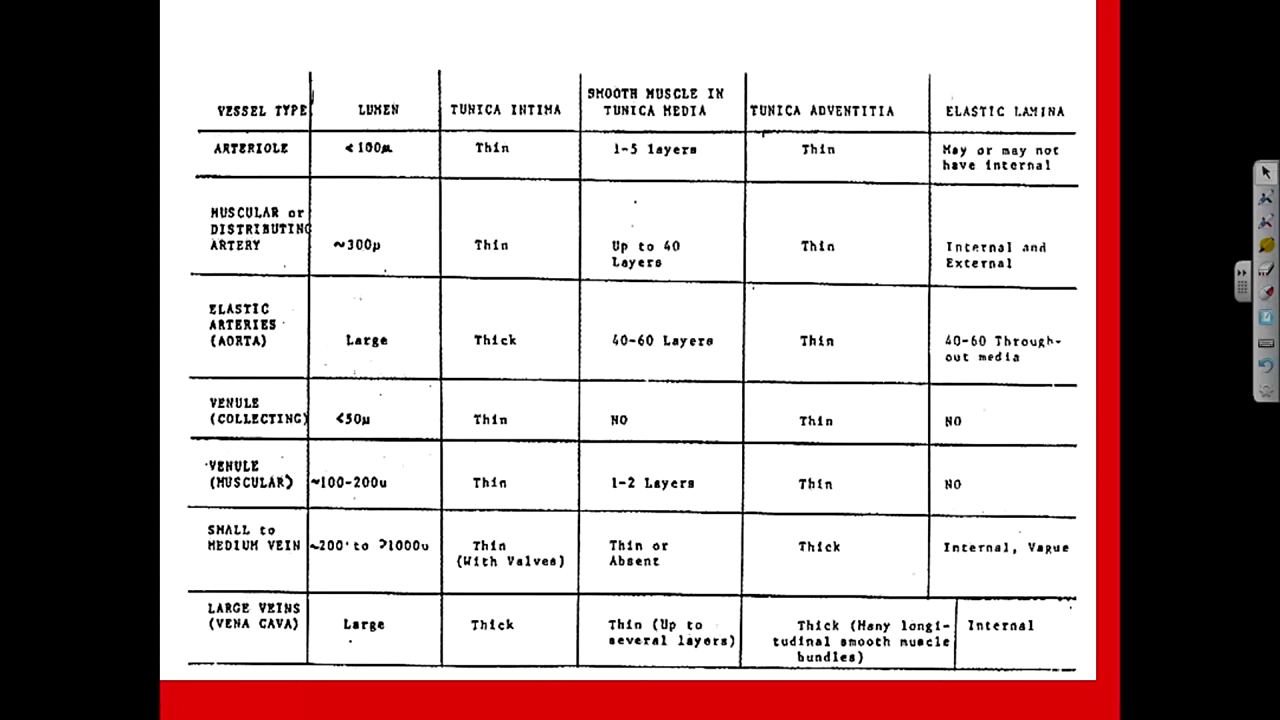 VESSEL TYPE LUMEN TUNICA INTIMA SMOOTH MUSCLE IN TUNICA MEDIA TUNICA ADVENTITIA ELASTIC LAMINA
ARTERIOLE <100µ Thin 1-5 layers Thin May or may not
have internal
MUSCULAR or
DISTRIBUTING
ARTERY ~300µ Thin Up to 40 Thin Internal and
Layers External
ELASTIC
ARTERIES
(AORTA) Large Thick 40-60 Layers Thin 40-60 Through-
out media
VENULE
(COLLECTING) <50µ Thin NO Thin NO
VENULE
(MUSCULAR) ~100-200u Thin 1-2 Layers Thin NO
SMALL to
MEDIUM VEIN ~200 to >1000u Thin Thin or Thick Internal, Vague
(With Valves) Absent
LARGE VEINS
(VENA CAVA) Large Thick Thin (Up to Thick (Many longi- Internal
several layers) tudinal smooth muscle
bundles)